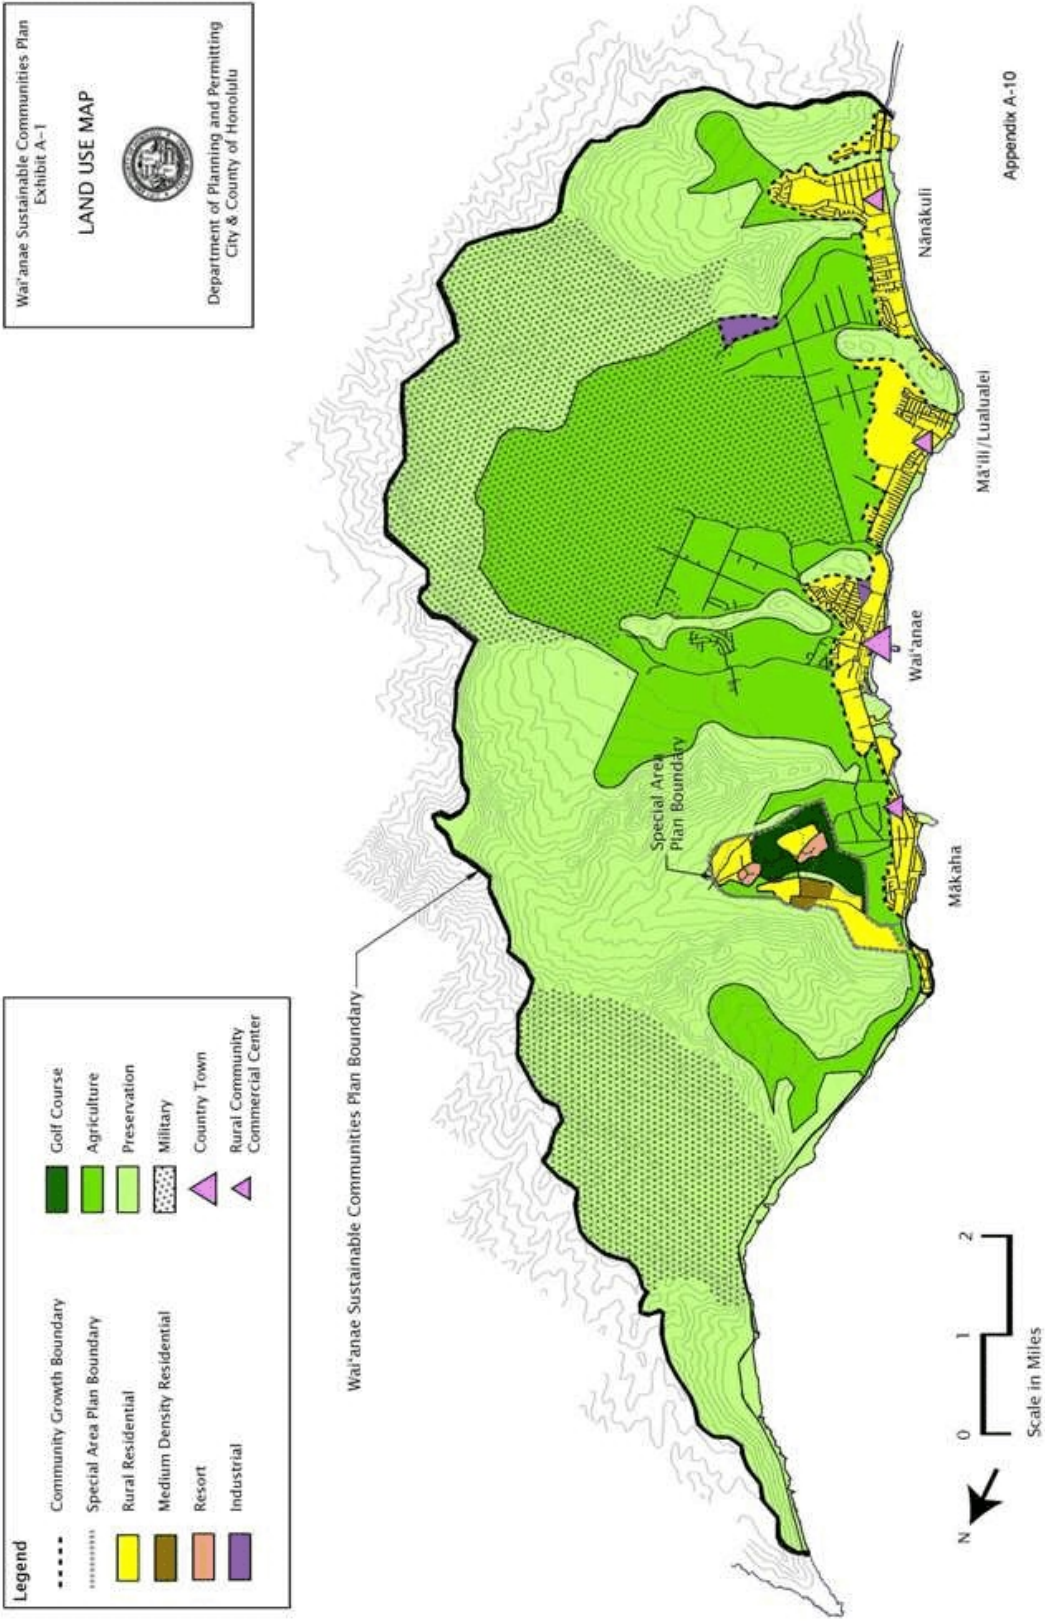 Wai'anae Sustainable Communities Plan
Exhibit A-1
LAND USE MAP
Department of Planning and Permitting
City & County of Honolulu
Legend
Community Growth Boundary
Special Area Plan Boundary
Rural Residential
Medium Density Residential
Resort
Industrial
Golf Course
Agriculture
Preservation
Military
Country Town
Rural Community
Commercial Center
Wai'anae Sustainable Communities Plan Boundary
Special Area
Plan Boundary
Mākaha
Wai'anae
Mā'ili/Lualualei
Nānākuli
N
0
1
2
Scale in Miles
Appendix A-10